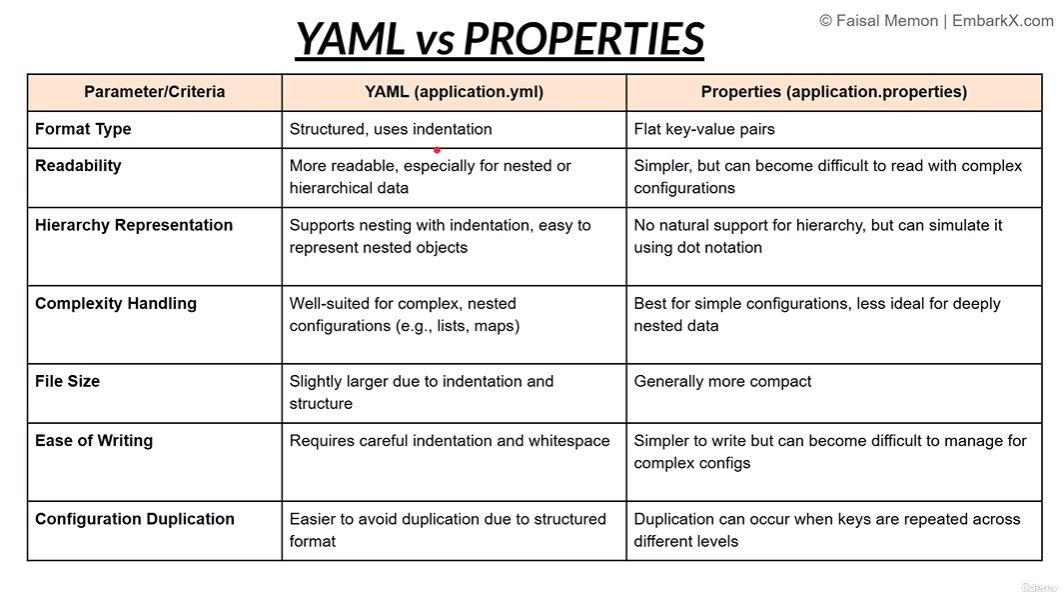 © Faisal Memon | EmbarkX.com
YAML vs PROPERTIES
Parameter/Criteria
YAML (application.yml)
Properties (application.properties)
Format Type
Structured, uses indentation
Flat key-value pairs
Readability
More readable, especially for nested or
hierarchical data
Simpler, but can become difficult to read with complex
configurations
Hierarchy Representation
Supports nesting with indentation, easy to
represent nested objects
No natural support for hierarchy, but can simulate it
using dot notation
Complexity Handling
Well-suited for complex, nested
configurations (e.g., lists, maps)
Best for simple configurations, less ideal for deeply
nested data
File Size
Slightly larger due to indentation and
structure
Generally more compact
Ease of Writing
Requires careful indentation and whitespace
Simpler to write but can become difficult to manage for
complex configs
Configuration Duplication
Easier to avoid duplication due to structured
format
Duplication can occur when keys are repeated across
different levels
ûdemy